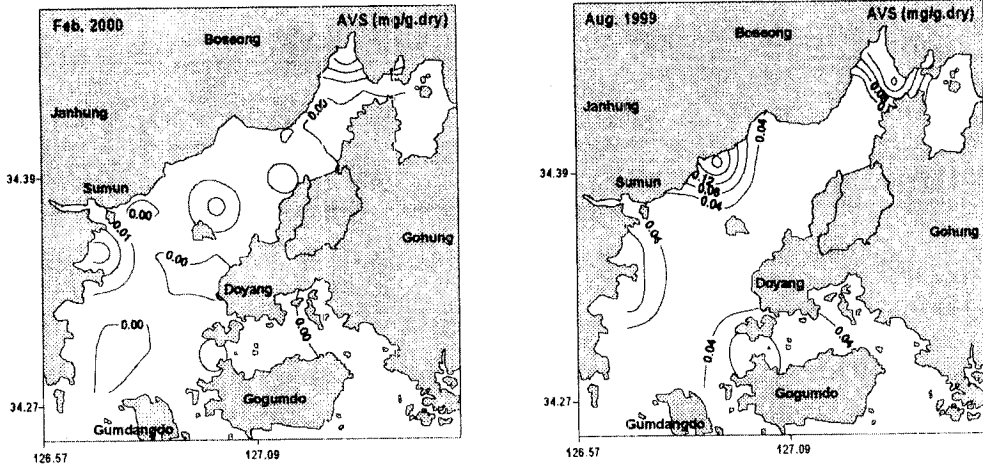 Feb. 2000
AVS (mg/g.dry)
Boseong
0.00
Janhung
34.39
Sumun
0.00
0.01
Gohung
0.00
Doyang
0.00
0.00
Gogumdo
34.27
Gumdangdo
126.57
127.09
Aug. 1999
AVS (mg/g.dry)
Boseong
Janhung
0.04
34.39
Sumun
0.12
0.08
0.04
0.04
Gohung
Doyang
0.04
0.04
Gogumdo
34.27
Gumdangdo
126.57
127.09